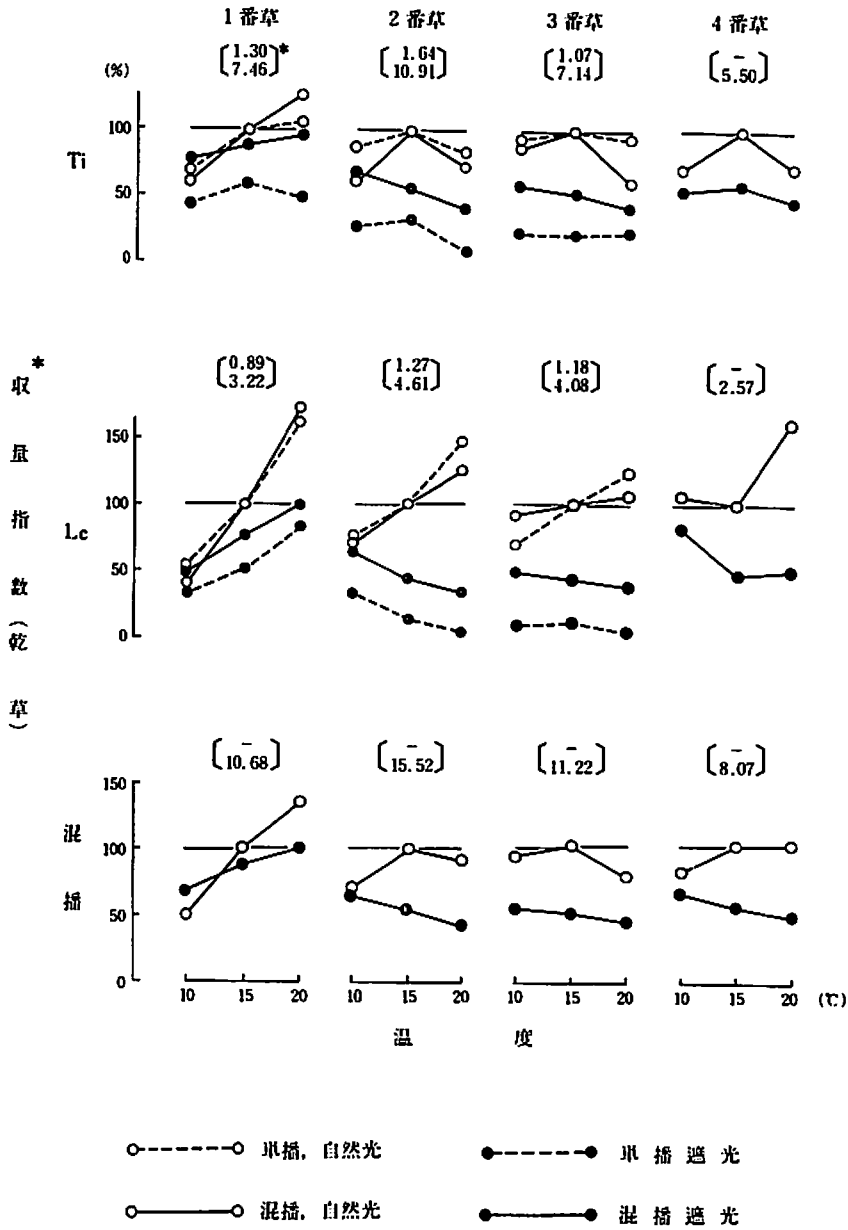 1番草 2番草 3番草 4番草
(%) [1.30 7.46]* [1.64 10.91] [1.07 7.14] [- 5.50]
Ti
100
50
0
[0.89 3.22] [1.27 4.61] [1.18 4.08] [- 2.57]
収量指数(乾草)*
Lc
150
100
50
0
[- 10.68] [- 15.52] [- 11.22] [- 8.07]
混播
150
100
50
0
10 15 20 10 15 20 10 15 20 10 15 20 (℃)
温度
単播, 自然光
単播遮光
混播, 自然光
混播遮光